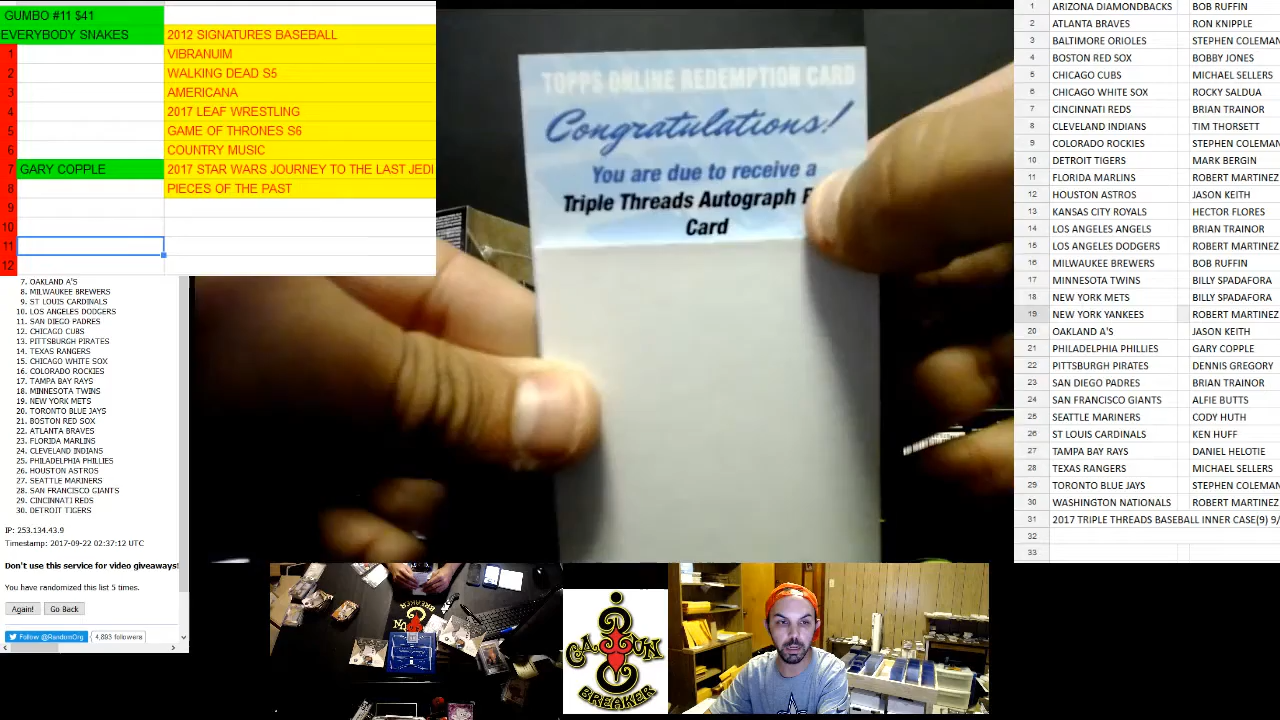 GUMBO #11 $41
EVERYBODY SNAKES 2012 SIGNATURES BASEBALL
1 VIBRANUIM
2 WALKING DEAD S5
3 AMERICANA
4 2017 LEAF WRESTLING
5 GAME OF THRONES S6
6 COUNTRY MUSIC
7 GARY COPPLE 2017 STAR WARS JOURNEY TO THE LAST JEDI
8 PIECES OF THE PAST
9
10
11
12
7. OAKLAND A'S
8. MILWAUKEE BREWERS
9. ST LOUIS CARDINALS
10. LOS ANGELES DODGERS
11. SAN DIEGO PADRES
12. CHICAGO CUBS
13. PITTSBURGH PIRATES
14. TEXAS RANGERS
15. CHICAGO WHITE SOX
16. COLORADO ROCKIES
17. TAMPA BAY RAYS
18. MINNESOTA TWINS
19. NEW YORK METS
20. TORONTO BLUE JAYS
21. BOSTON RED SOX
22. ATLANTA BRAVES
23. FLORIDA MARLINS
24. CLEVELAND INDIANS
25. PHILADELPHIA PHILLIES
26. HOUSTON ASTROS
27. SEATTLE MARINERS
28. SAN FRANCISCO GIANTS
29. CINCINNATI REDS
30. DETROIT TIGERS
IP: 253.134.43.9
Timestamp: 2017-09-22 02:37:12 UTC
Don't use this service for video giveaways!
You have randomized this list 5 times.
Again! Go Back
Follow @RandomOrg 4,893 followers
TOPPS ONLINE REDEMPTION CARD
Congratulations!
You are due to receive a
Triple Threads Autograph
Card
CAJUN
BREAKER
1 ARIZONA DIAMONDBACKS BOB RUFFIN
2 ATLANTA BRAVES RON KNIPPLE
3 BALTIMORE ORIOLES STEPHEN COLEMAN
4 BOSTON RED SOX BOBBY JONES
5 CHICAGO CUBS MICHAEL SELLERS
6 CHICAGO WHITE SOX ROCKY SALDUA
7 CINCINNATI REDS BRIAN TRAINOR
8 CLEVELAND INDIANS TIM THORSETT
9 COLORADO ROCKIES STEPHEN COLEMAN
10 DETROIT TIGERS MARK BERGIN
11 FLORIDA MARLINS ROBERT MARTINEZ
12 HOUSTON ASTROS JASON KEITH
13 KANSAS CITY ROYALS HECTOR FLORES
14 LOS ANGELES ANGELS BRIAN TRAINOR
15 LOS ANGELES DODGERS ROBERT MARTINEZ
16 MILWAUKEE BREWERS BOB RUFFIN
17 MINNESOTA TWINS BILLY SPADAFORA
18 NEW YORK METS BILLY SPADAFORA
19 NEW YORK YANKEES ROBERT MARTINEZ
20 OAKLAND A'S JASON KEITH
21 PHILADELPHIA PHILLIES GARY COPPLE
22 PITTSBURGH PIRATES DENNIS GREGORY
23 SAN DIEGO PADRES BRIAN TRAINOR
24 SAN FRANCISCO GIANTS ALFIE BUTTS
25 SEATTLE MARINERS CODY HUTH
26 ST LOUIS CARDINALS KEN HUFF
27 TAMPA BAY RAYS DANIEL HELOTIE
28 TEXAS RANGERS MICHAEL SELLERS
29 TORONTO BLUE JAYS STEPHEN COLEMAN
30 WASHINGTON NATIONALS ROBERT MARTINEZ
31 2017 TRIPLE THREADS BASEBALL INNER CASE(9) 9/
32
33